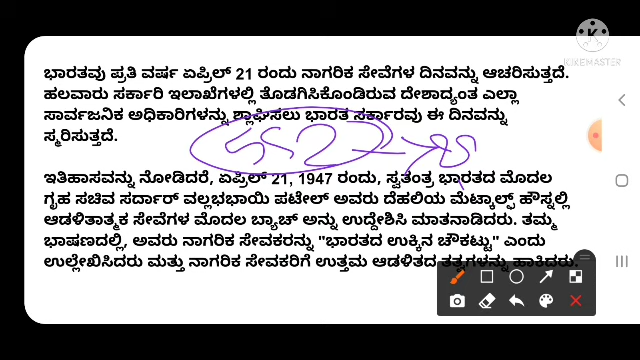 KINEMASTER
ಭಾರತವು ಪ್ರತಿ ವರ್ಷ ಏಪ್ರಿಲ್ 21 ರಂದು ನಾಗರಿಕ ಸೇವೆಗಳ ದಿನವನ್ನು ಆಚರಿಸುತ್ತದೆ.
ಹಲವಾರು ಸರ್ಕಾರಿ ಇಲಾಖೆಗಳಲ್ಲಿ ತೊಡಗಿಸಿಕೊಂಡಿರುವ ದೇಶಾದ್ಯಂತ ಎಲ್ಲಾ
ಸಾರ್ವಜನಿಕ ಅಧಿಕಾರಿಗಳನ್ನು ಶ್ಲಾಘಿಸಲು ಭಾರತ ಸರ್ಕಾರವು ಈ ದಿನವನ್ನು
ಸ್ಮರಿಸುತ್ತದೆ.
ಇತಿಹಾಸವನ್ನು ನೋಡಿದರೆ, ಏಪ್ರಿಲ್ 21, 1947 ರಂದು, ಸ್ವತಂತ್ರ ಭಾರತದ ಮೊದಲ
ಗೃಹ ಸಚಿವ ಸರ್ದಾರ್ ವಲ್ಲಭಭಾಯಿ ಪಟೇಲ್ ಅವರು ದೆಹಲಿಯ ಮೆಟ್ಕಾಲ್ಫ್ ಹೌಸ್ನಲ್ಲಿ
ಆಡಳಿತಾತ್ಮಕ ಸೇವೆಗಳ ಮೊದಲ ಬ್ಯಾಚ್ ಅನ್ನು ಉದ್ದೇಶಿಸಿ ಮಾತನಾಡಿದರು. ತಮ್ಮ
ಭಾಷಣದಲ್ಲಿ, ಅವರು ನಾಗರಿಕ ಸೇವಕರನ್ನು "ಭಾರತದ ಉಕ್ಕಿನ ಚೌಕಟ್ಟು" ಎಂದು
ಉಲ್ಲೇಖಿಸಿದರು ಮತ್ತು ನಾಗರಿಕ ಸೇವಕರಿಗೆ ಉತ್ತಮ ಆಡಳಿತದ ತತ್ವಗಳನ್ನು ಹಾಕಿದರು.